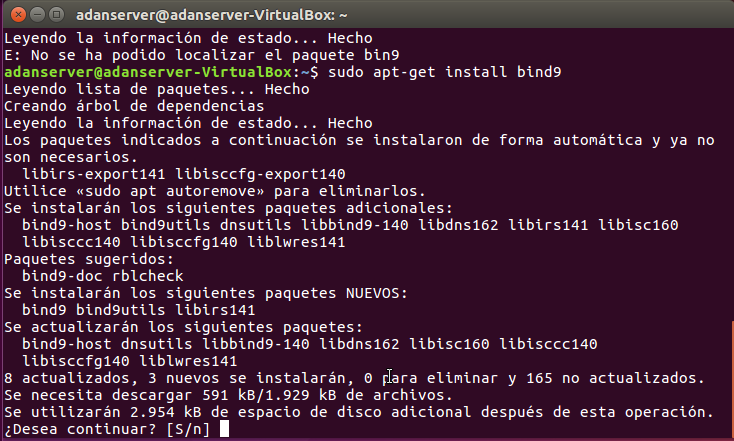 adanserver@adanserver-VirtualBox: ~
Leyendo la información de estado... Hecho
E: No se ha podido localizar el paquete bin9
adanserver@adanserver-VirtualBox:~$ sudo apt-get install bind9
Leyendo lista de paquetes... Hecho
Creando árbol de dependencias
Leyendo la información de estado... Hecho
Los paquetes indicados a continuación se instalaron de forma automática y ya no
son necesarios.
  libirs-export141 libisccfg-export140
Utilice «sudo apt autoremove» para eliminarlos.
Se instalarán los siguientes paquetes adicionales:
  bind9-host bind9utils dnsutils libbind9-140 libdns162 libirs141 libisc160
  libisccc140 libisccfg140 liblwres141
Paquetes sugeridos:
  bind9-doc rblcheck
Se instalarán los siguientes paquetes NUEVOS:
  bind9 bind9utils libirs141
Se actualizarán los siguientes paquetes:
  bind9-host dnsutils libbind9-140 libdns162 libisc160 libisccc140
  libisccfg140 liblwres141
8 actualizados, 3 nuevos se instalarán, 0 para eliminar y 165 no actualizados.
Se necesita descargar 591 kB/1.929 kB de archivos.
Se utilizarán 2.954 kB de espacio de disco adicional después de esta operación.
¿Desea continuar? [S/n]